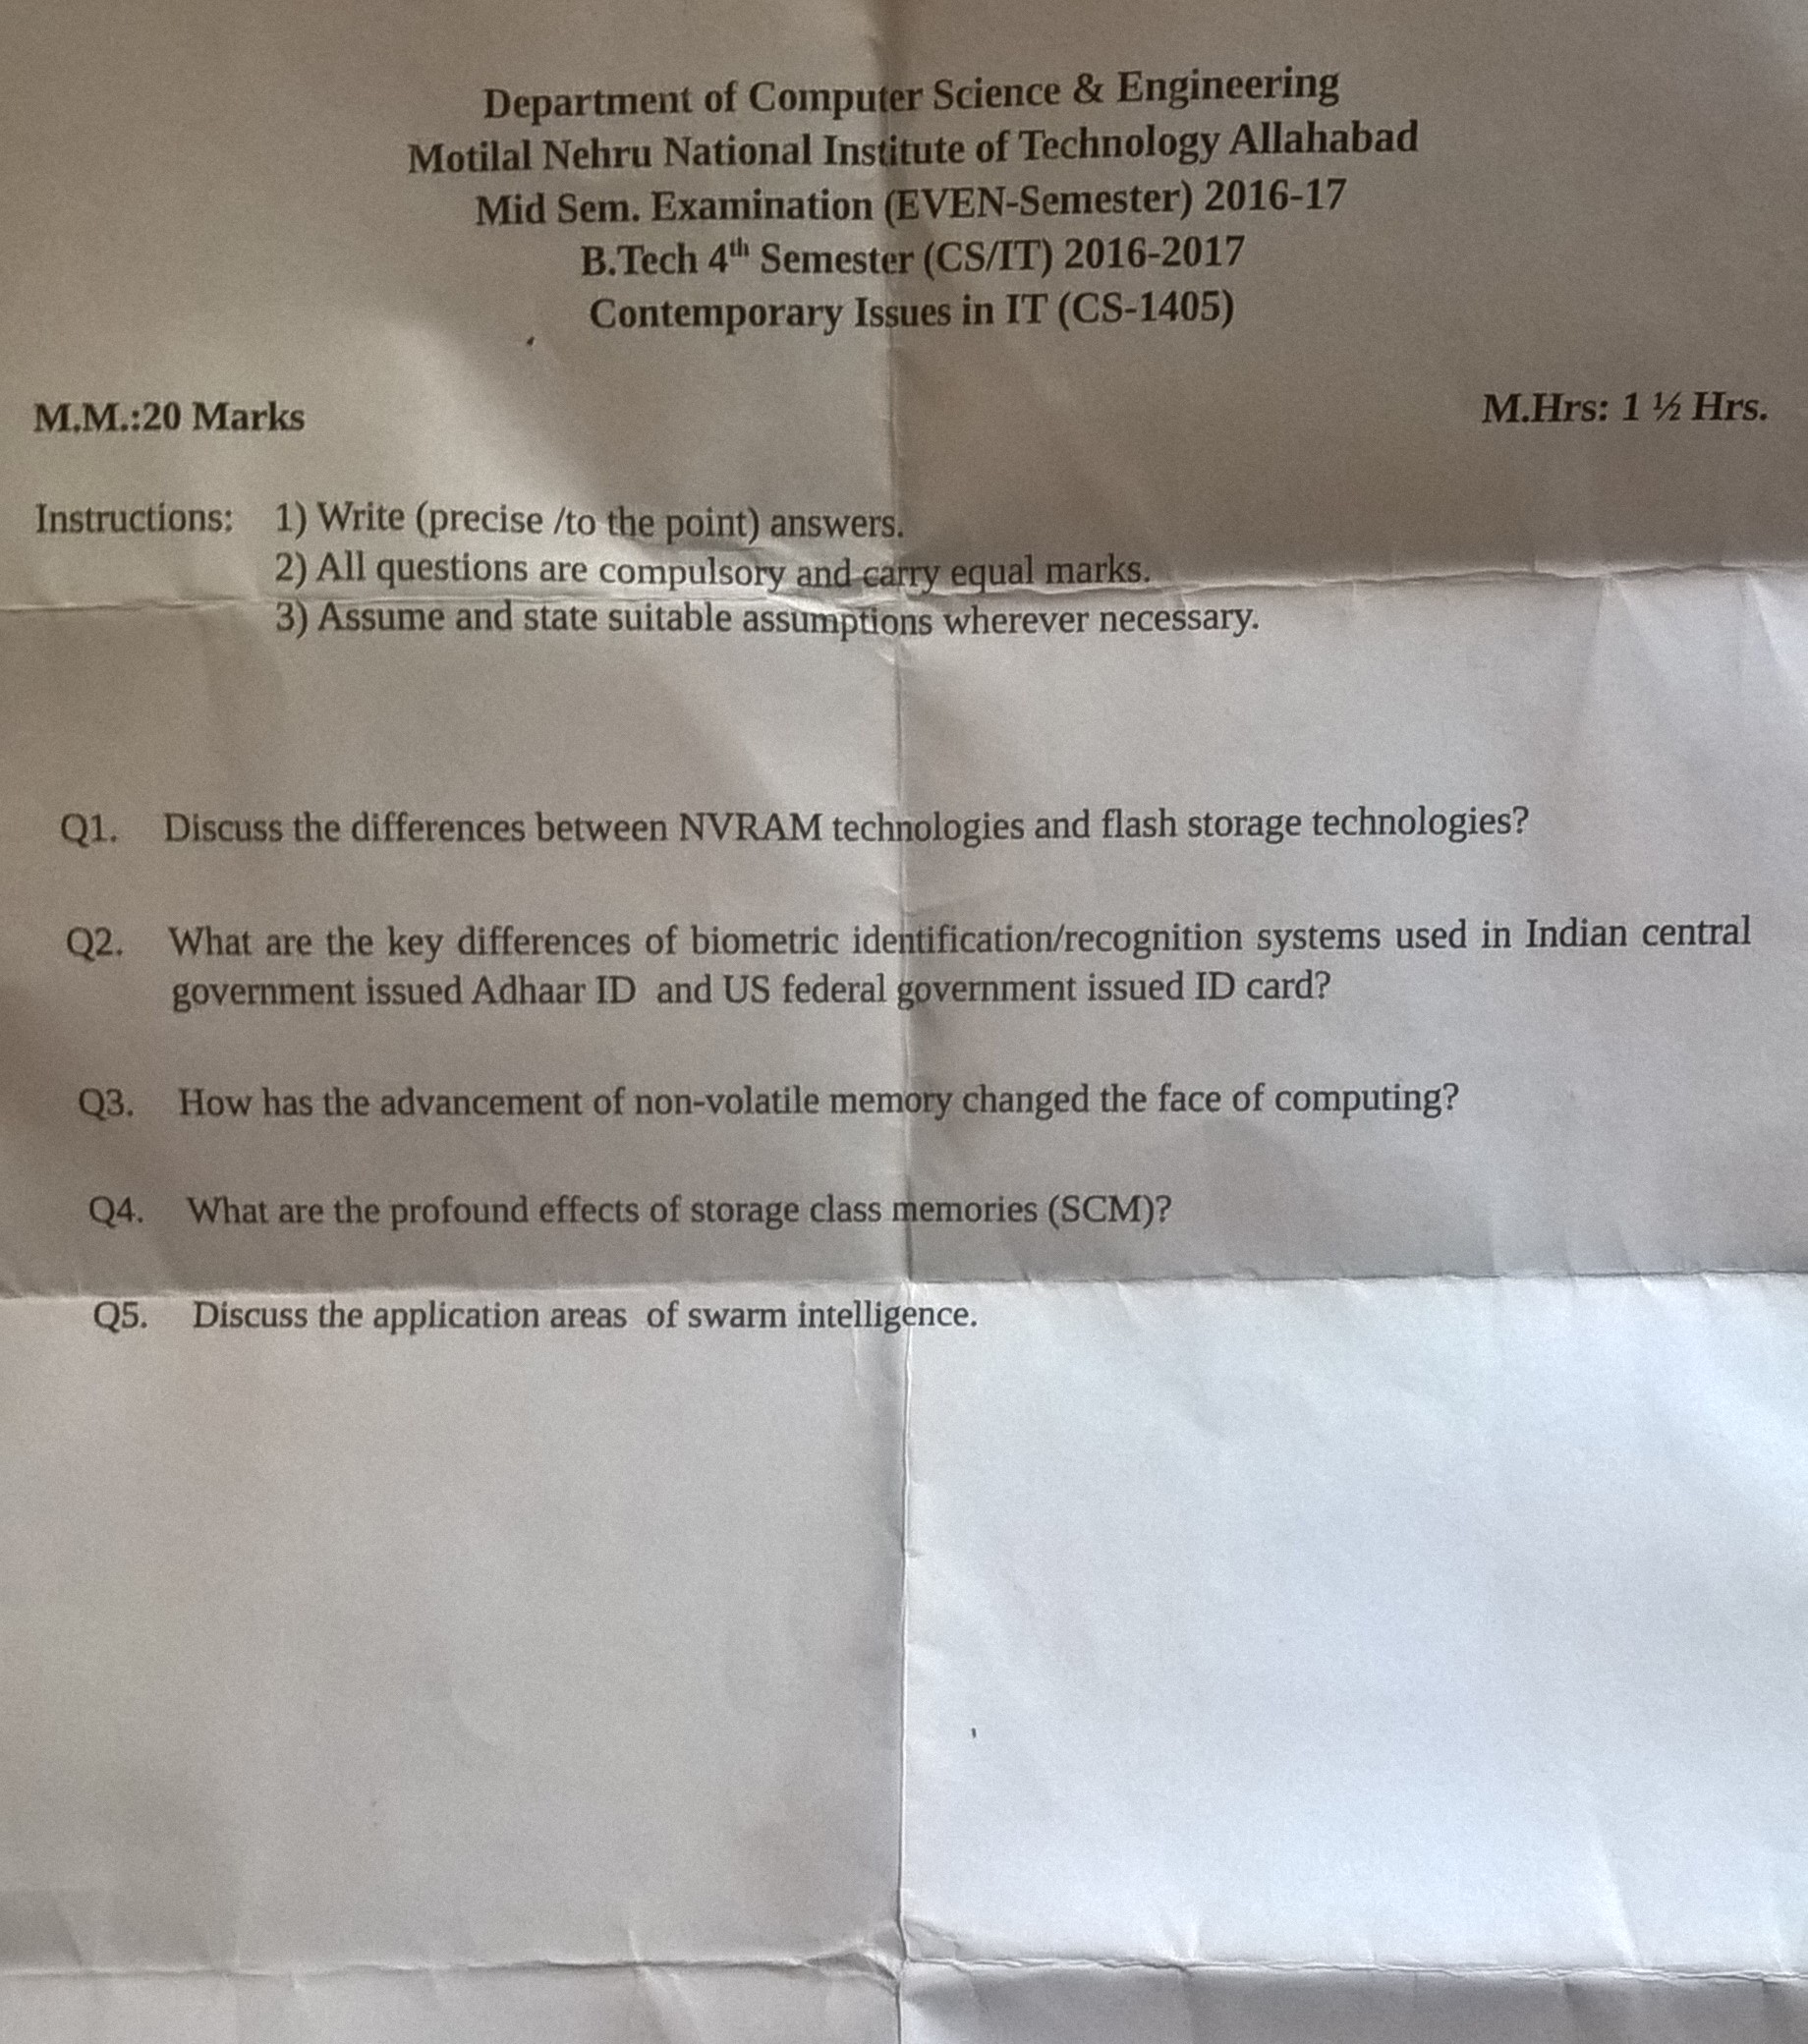 Department of Computer Science & Engineering
Motilal Nehru National Institute of Technology Allahabad
Mid Sem. Examination (EVEN-Semester) 2016-17
B.Tech 4th Semester (CS/IT) 2016-2017
Contemporary Issues in IT (CS-1405)
M.M.:20 Marks M.Hrs: 1 ½ Hrs.
Instructions: 1) Write (precise /to the point) answers.
2) All questions are compulsory and carry equal marks.
3) Assume and state suitable assumptions wherever necessary.
Q1. Discuss the differences between NVRAM technologies and flash storage technologies?
Q2. What are the key differences of biometric identification/recognition systems used in Indian central
government issued Adhaar ID and US federal government issued ID card?
Q3. How has the advancement of non-volatile memory changed the face of computing?
Q4. What are the profound effects of storage class memories (SCM)?
Q5. Discuss the application areas of swarm intelligence.